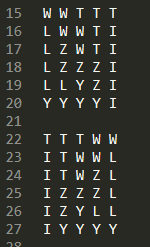 15 W W T T T
16 L W W T I
17 L Z W T I
18 L Z Z Z I
19 L L Y Z I
20 Y Y Y Y I
21
22 T T T W W
23 I T W W L
24 I T W Z L
25 I Z Z Z L
26 I Z Y L L
27 I Y Y Y Y